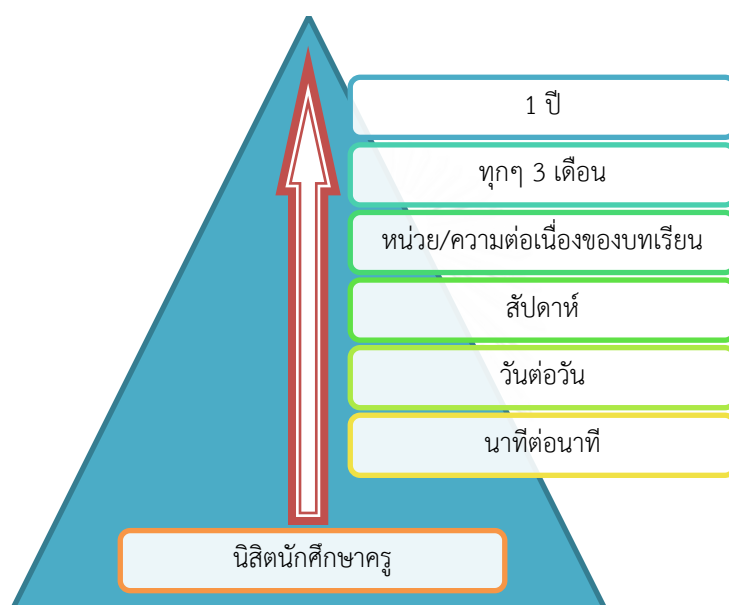 1 ปี
ทุกๆ 3 เดือน
หน่วย/ความต่อเนื่องของบทเรียน
สัปดาห์
วันต่อวัน
นาทีต่อนาที
นิสิตนักศึกษาครู